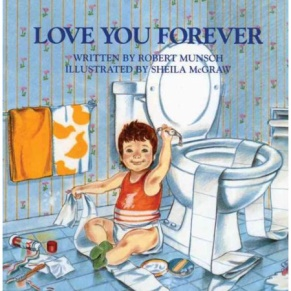 LOVE YOU FOREVER
WRITTEN BY ROBERT MUNSCH
ILLUSTRATED BY SHEILA McGRAW